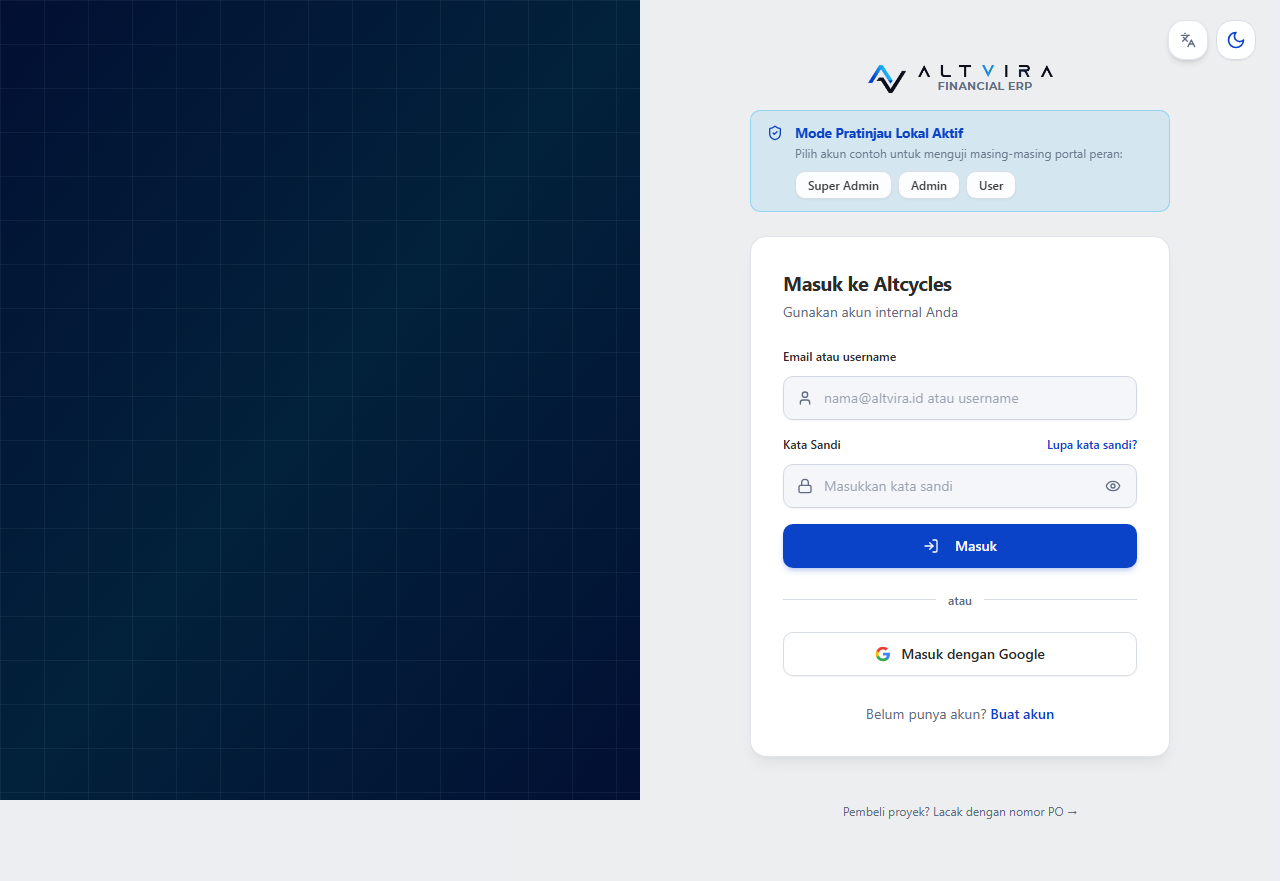 ALTVIRA
FINANCIAL ERP
Mode Pratinjau Lokal Aktif
Pilih akun contoh untuk menguji masing-masing portal peran:
Super Admin Admin User
Masuk ke Altcycles
Gunakan akun internal Anda
Email atau username
nama@altvira.id atau username
Kata Sandi Lupa kata sandi?
Masukkan kata sandi
Masuk
atau
Masuk dengan Google
Belum punya akun? Buat akun
Pembeli proyek? Lacak dengan nomor PO →